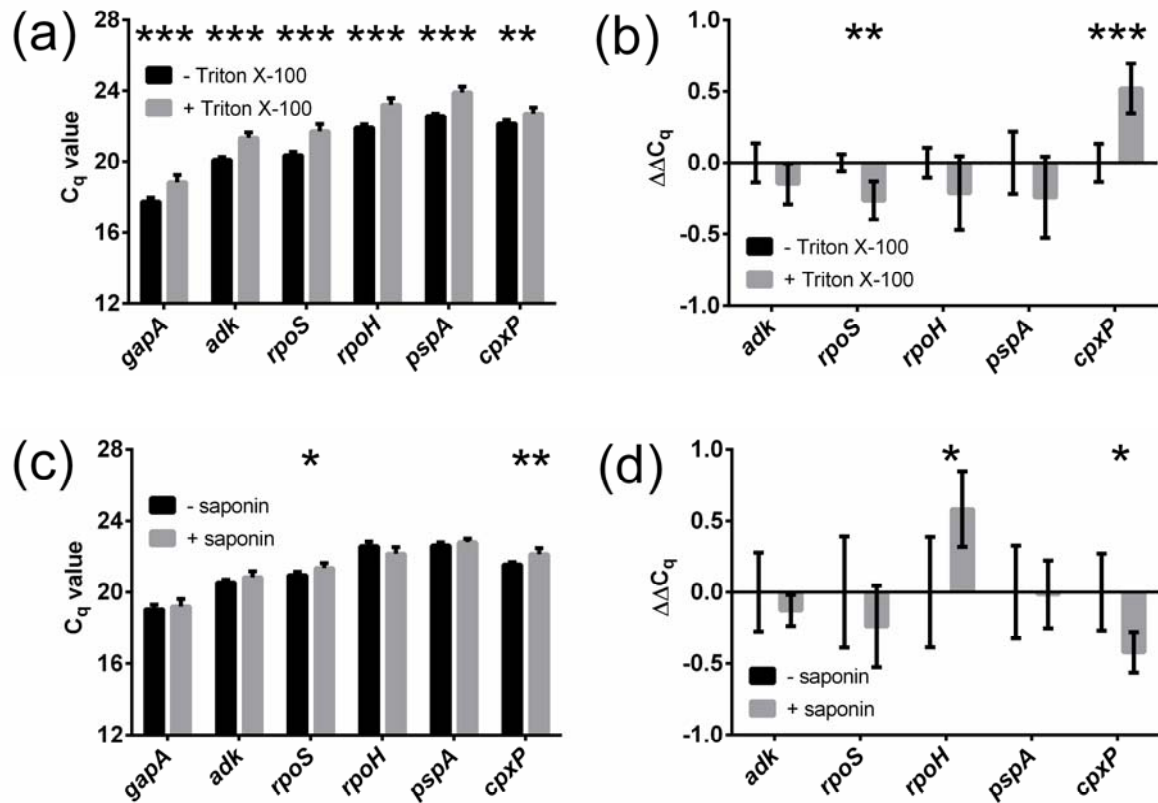 (a)
*** *** *** *** *** **
28
24
20
16
12
Cq value
- Triton X-100
+ Triton X-100
gapA adk rpoS rpoH pspA cpxP
(b)
** ***
1.0
0.5
0.0
-0.5
-1.0
ΔΔCq
- Triton X-100
+ Triton X-100
adk rpoS rpoH pspA cpxP
(c)
* **
28
24
20
16
12
Cq value
- saponin
+ saponin
gapA adk rpoS rpoH pspA cpxP
(d)
* *
1.0
0.5
0.0
-0.5
-1.0
ΔΔCq
- saponin
+ saponin
adk rpoS rpoH pspA cpxP